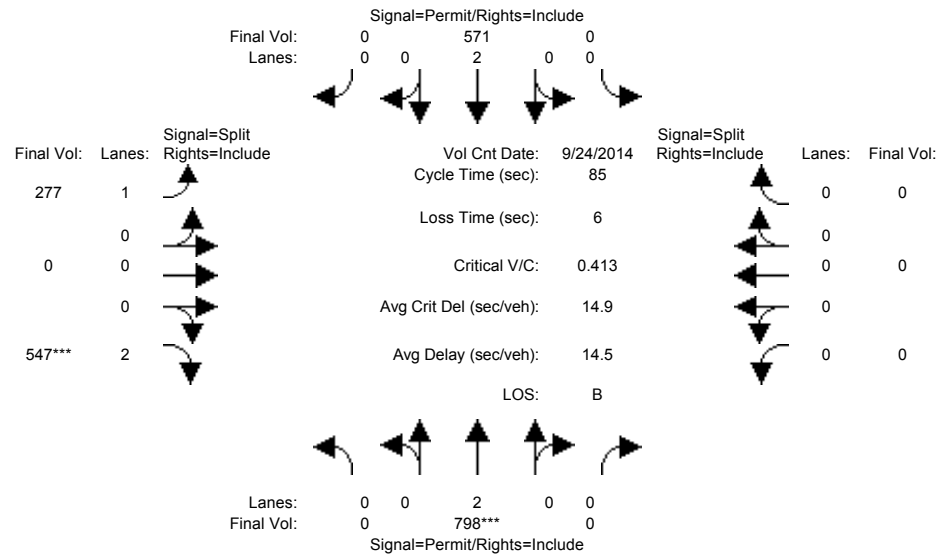 Signal=Permit/Rights=Include
Final Vol: 0 571 0
Lanes: 0 0 2 0 0
Signal=Split
Final Vol: Lanes: Rights=Include
Vol Cnt Date: 9/24/2014
Signal=Split
Rights=Include Lanes: Final Vol:
Cycle Time (sec): 85
277 1
0 0
Loss Time (sec): 6
0
0
0 0
Critical V/C: 0.413
0 0
0
Avg Crit Del (sec/veh): 14.9
0
547*** 2
Avg Delay (sec/veh): 14.5
0 0
LOS: B
Lanes: 0 0 2 0 0
Final Vol: 0 798*** 0
Signal=Permit/Rights=Include